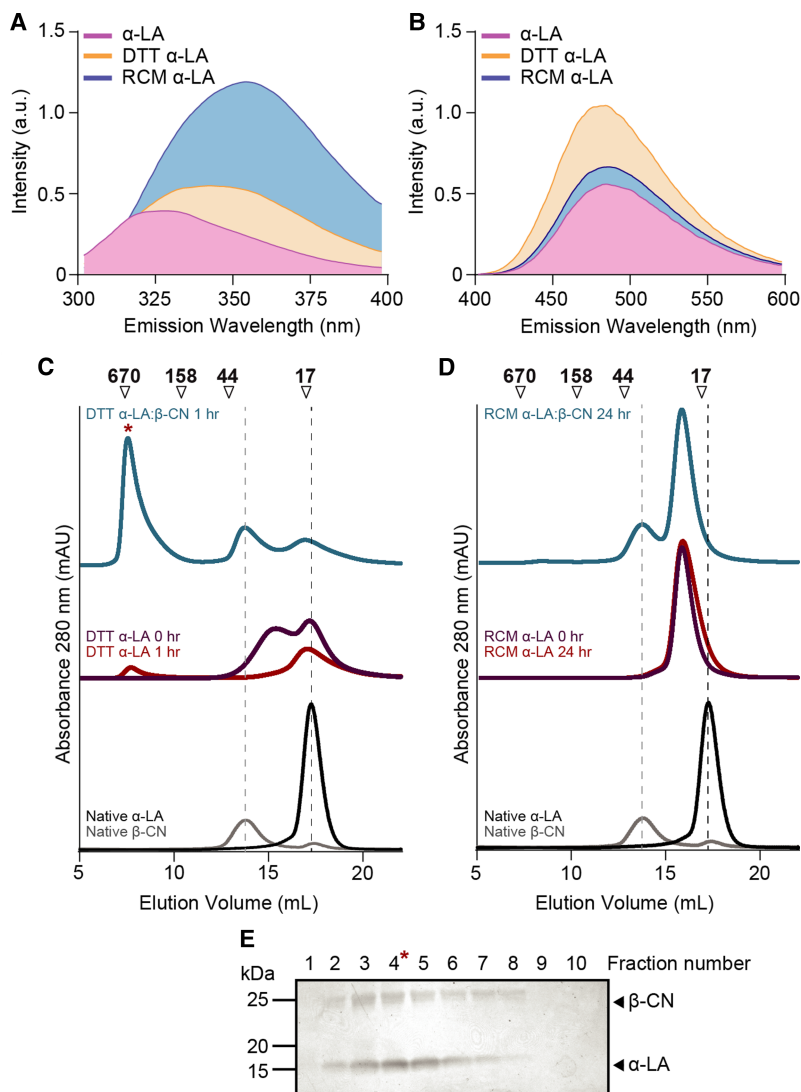 A
1.5
1.0
0.5
0
Intensity (a.u.)
α-LA
DTT α-LA
RCM α-LA
300 325 350 375 400
Emission Wavelength (nm)
B
1.5
1.0
0.5
0
Intensity (a.u.)
α-LA
DTT α-LA
RCM α-LA
400 450 500 550 600
Emission Wavelength (nm)
C
670 158 44 17
DTT α-LA:β-CN 1 hr
*
DTT α-LA 0 hr
DTT α-LA 1 hr
Native α-LA
Native β-CN
Absorbance 280 nm (mAU)
5 10 15 20
Elution Volume (mL)
D
670 158 44 17
RCM α-LA:β-CN 24 hr
RCM α-LA 0 hr
RCM α-LA 24 hr
Native α-LA
Native β-CN
Absorbance 280 nm (mAU)
5 10 15 20
Elution Volume (mL)
E
kDa
1 2 3 4* 5 6 7 8 9 10 Fraction number
25
20
15
β-CN
α-LA